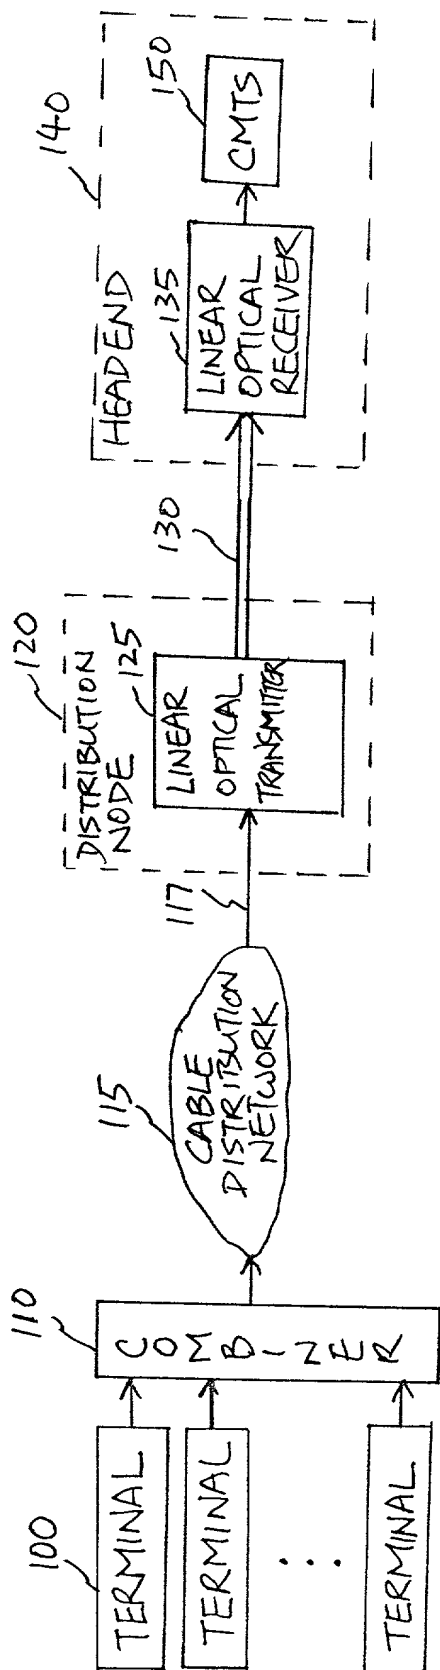 100
TERMINAL
TERMINAL
TERMINAL
110
COMBINER
115
CABLE
DISTRIBUTION
NETWORK
117
120
DISTRIBUTION
NODE
125
LINEAR
OPTICAL
TRANSMITTER
130
140
HEADEND
135
LINEAR
OPTICAL
RECEIVER
150
CMTS